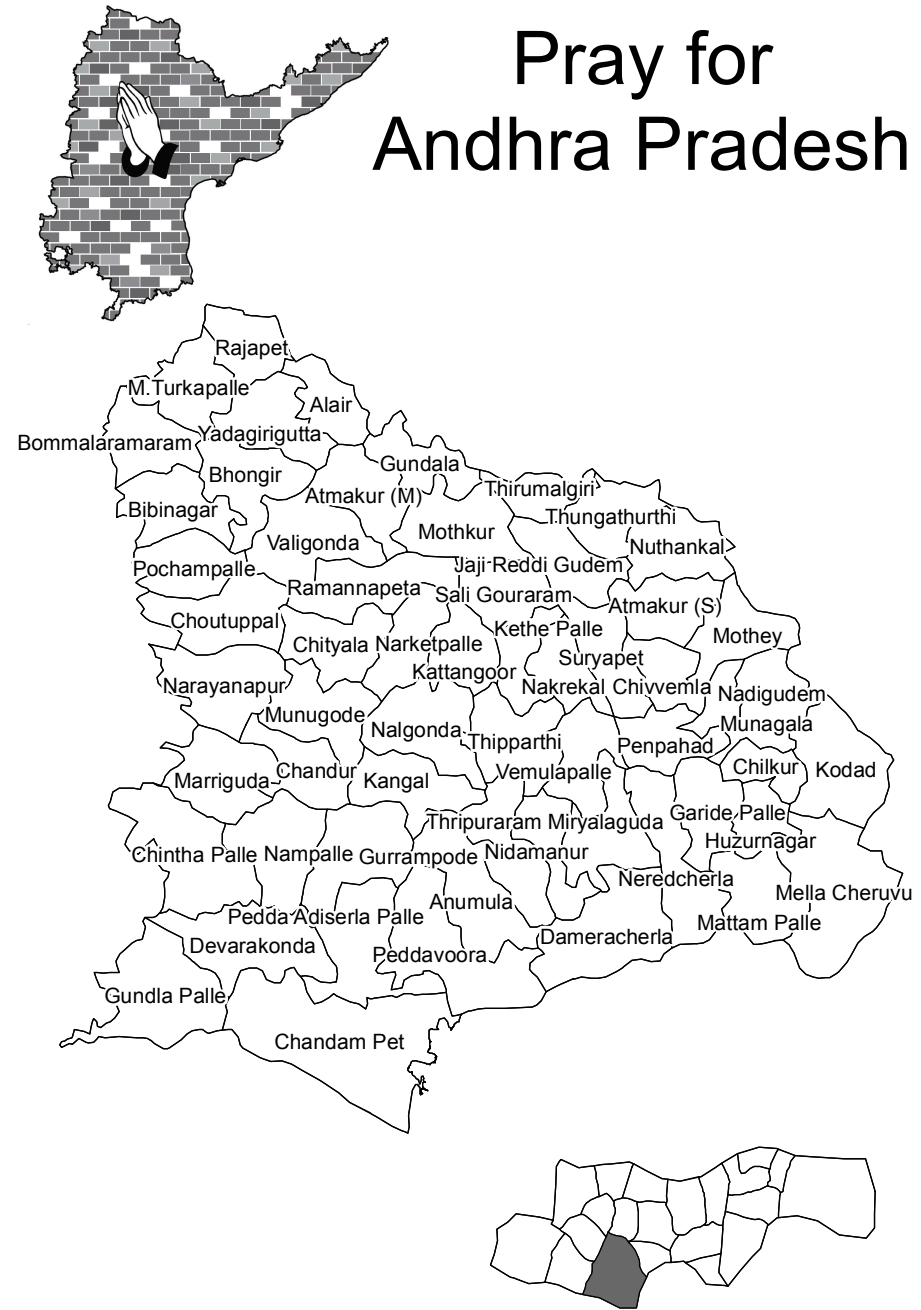 Pray for
Andhra Pradesh
Rajapet
M.Turkapalle
Alair
Bommalaramaram
Yadagirigutta
Bhongir
Gundala
Atmakur (M)
Thirumalgiri
Bibinagar
Mothkur
Thungathurthi
Valigonda
Nuthankal
Pochampalle
Jaji Reddi Gudem
Ramannapeta
Sali Gouraram
Atmakur (S)
Choutuppal
Kethe Palle
Mothey
Chityala
Narketpalle
Suryapet
Kattangoor
Narayanapur
Nakrekal
Chivvemla
Nadigudem
Munugode
Munagala
Nalgonda
Thipparthi
Penpahad
Marriguda
Chandur
Kangal
Vemulapalle
Chilkur
Kodad
Thripuraram
Miryalaguda
Garide Palle
Huzurnagar
Chintha Palle
Nampalle
Gurrampode
Nidamanur
Neredcherla
Mella Cheruvu
Anumula
Pedda Adiserla Palle
Mattam Palle
Devarakonda
Peddavoora
Dameracherla
Gundla Palle
Chandam Pet